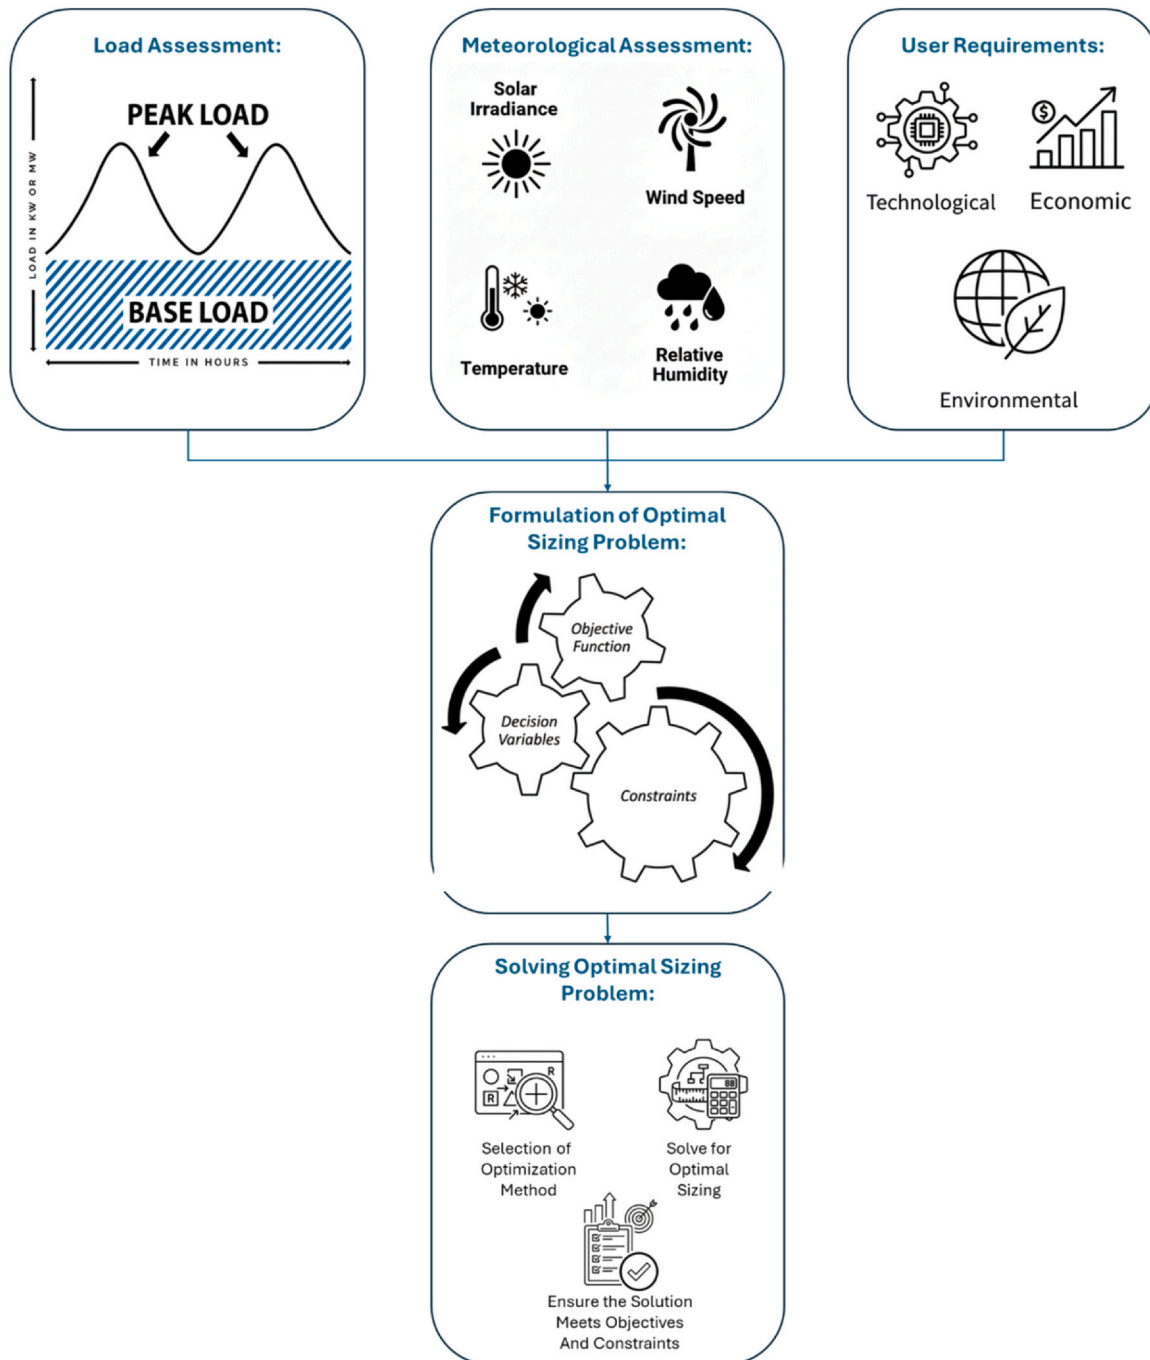 Load Assessment:
LOAD IN KW OR MW
PEAK LOAD
BASE LOAD
TIME IN HOURS
Meteorological Assessment:
Solar
Irradiance
Wind Speed
Temperature
Relative
Humidity
User Requirements:
$
Technological
Economic
Environmental
Formulation of Optimal
Sizing Problem:
Objective
Function
Decision
Variables
Constraints
Solving Optimal Sizing
Problem:
R
R
Selection of
Optimization
Method
88
Solve for
Optimal
Sizing
Ensure the Solution
Meets Objectives
And Constraints